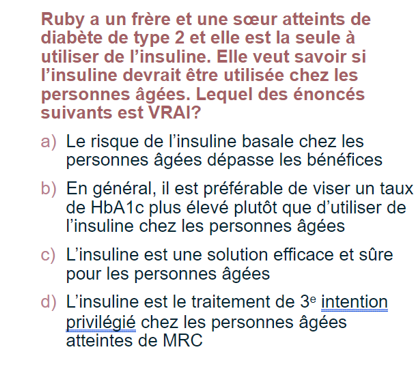 Ruby a un frère et une sœur atteints de
diabète de type 2 et elle est la seule à
utiliser de l’insuline. Elle veut savoir si
l’insuline devrait être utilisée chez les
personnes âgées. Lequel des énoncés
suivants est VRAI?
a) Le risque de l’insuline basale chez les
personnes âgées dépasse les bénéfices
b) En général, il est préférable de viser un taux
de HbA1c plus élevé plutôt que d’utiliser de
l’insuline chez les personnes âgées
c) L’insuline est une solution efficace et sûre
pour les personnes âgées
d) L’insuline est le traitement de 3e intention
privilégié chez les personnes âgées
atteintes de MRC